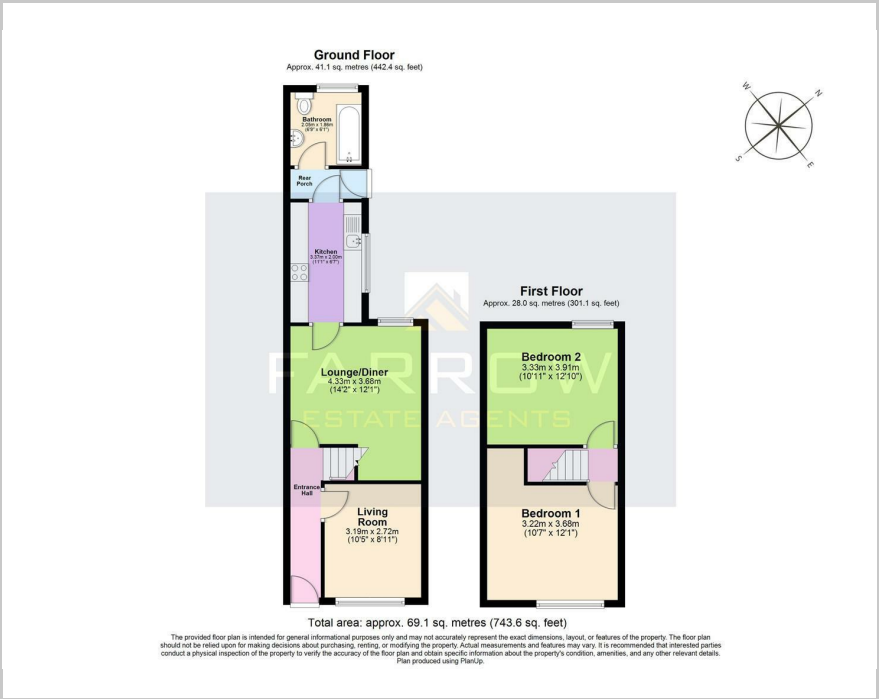 Ground Floor
Approx. 41.1 sq. metres (442.4 sq. feet)
W
N
S
E
Bathroom
2.05m x 1.86m
(6'9" x 6'1")
Rear
Porch
Kitchen
3.37m x 2.00m
(11'1" x 6'7")
First Floor
Approx. 28.0 sq. metres (301.1 sq. feet)
Lounge/Diner
4.33m x 3.68m
(14'2" x 12'1")
Bedroom 2
3.33m x 3.91m
(10'11" x 12'10")
FARROW
ESTATE AGENTS
Entrance
Hall
Living
Room
3.19m x 2.72m
(10'5" x 8'11")
Bedroom 1
3.22m x 3.68m
(10'7" x 12'1")
Total area: approx. 69.1 sq. metres (743.6 sq. feet)
The provided floor plan is intended for general informational purposes only and may not accurately represent the exact dimensions, layout, or features of the property. The floor plan
should not be relied upon for making decisions about purchasing, renting, or modifying the property. Actual measurements and features may vary. It is recommended that interested parties
conduct a physical inspection of the property to verify the accuracy of the floor plan and obtain specific information about the property's condition, amenities, and any other relevant details.
Plan produced using PlanUp.